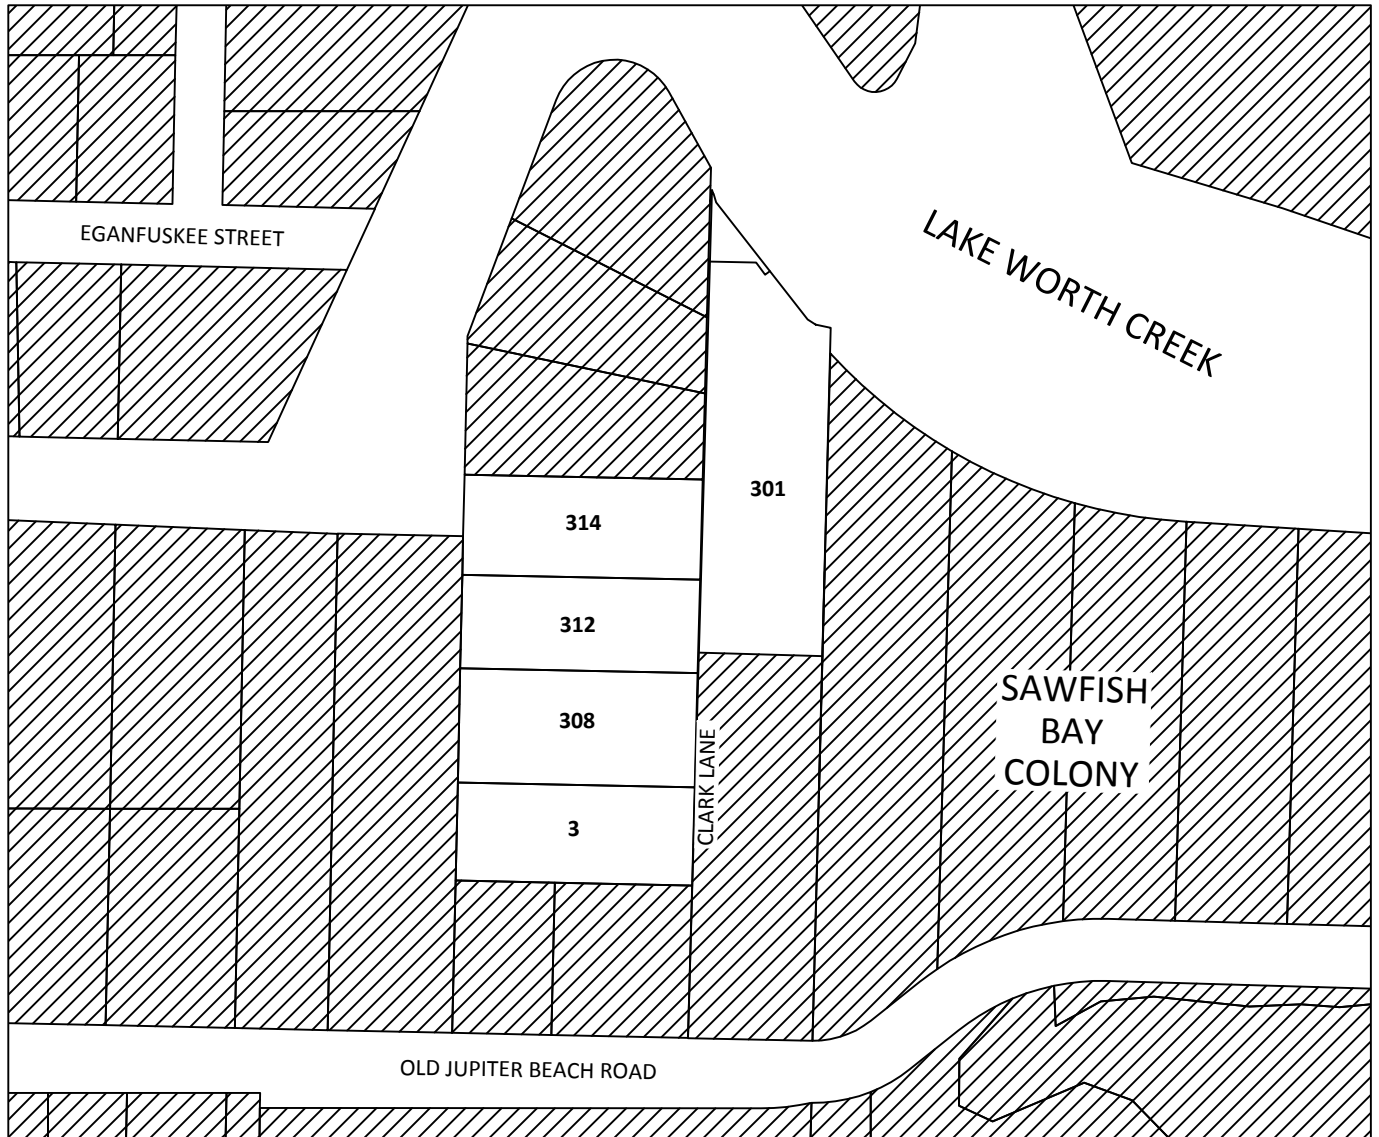 EGANFUSKEE STREET
LAKE WORTH CREEK
301
314
312
308
3
CLARK LANE
SAWFISH
BAY
COLONY
OLD JUPITER BEACH ROAD